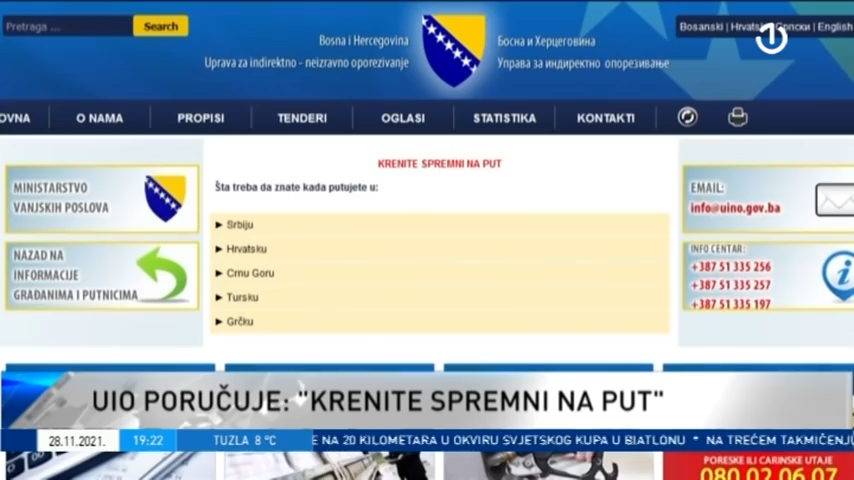 Pretraga ...
Search
Bosna i Hercegovina
Uprava za indirektno - neizravno oporezivanje
Босна и Херцеговина
Управа за индиректно опорезивање
Bosanski | Hrvatski | Српски | English
1
OVNA
O NAMA
PROPISI
TENDERI
OGLASI
STATISTIKA
KONTAKTI
MINISTARSTVO
VANJSKIH POSLOVA
NAZAD NA
INFORMACIJE
GRAĐANIMA I PUTNICIMA
KRENITE SPREMNI NA PUT
Šta treba da znate kada putujete u:
► Srbiju
► Hrvatsku
► Crnu Goru
► Tursku
► Grčku
EMAIL:
info@uino.gov.ba
INFO CENTAR:
+387 51 335 256
+387 51 335 257
+387 51 335 197
UIO PORUČUJE: "KRENITE SPREMNI NA PUT"
28.11.2021.
19:22
TUZLA 8 °C
E NA 20 KILOMETARA U OKVIRU SVJETSKOG KUPA U BIATLONU * NA TREĆEM TAKMIČENJU
PORESKE ILI CARINSKE UTAJE
080 02 06 07